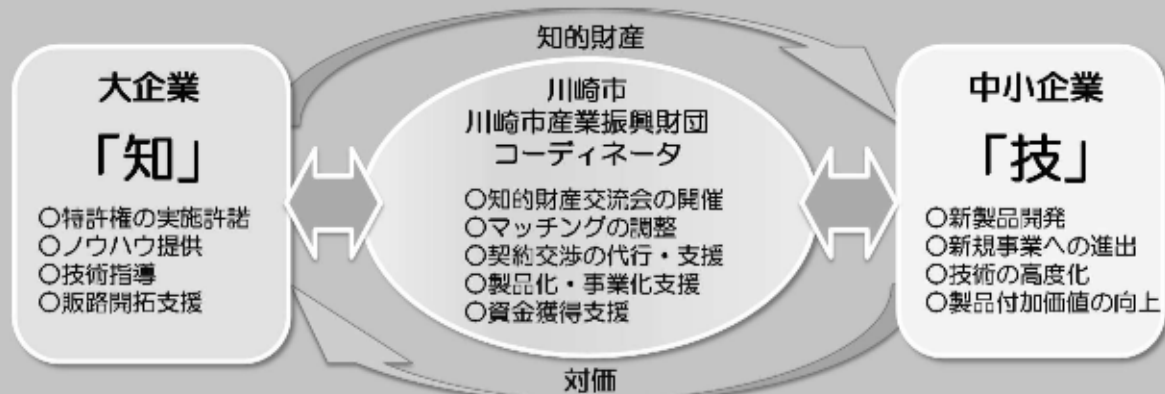 知的財産
大企業
「知」
○特許権の実施許諾
○ノウハウ提供
○技術指導
○販路開拓支援
川崎市
川崎市産業振興財団
コーディネータ
○知的財産交流会の開催
○マッチングの調整
○契約交渉の代行・支援
○製品化・事業化支援
○資金獲得支援
中小企業
「技」
○新製品開発
○新規事業への進出
○技術の高度化
○製品付加価値の向上
対価